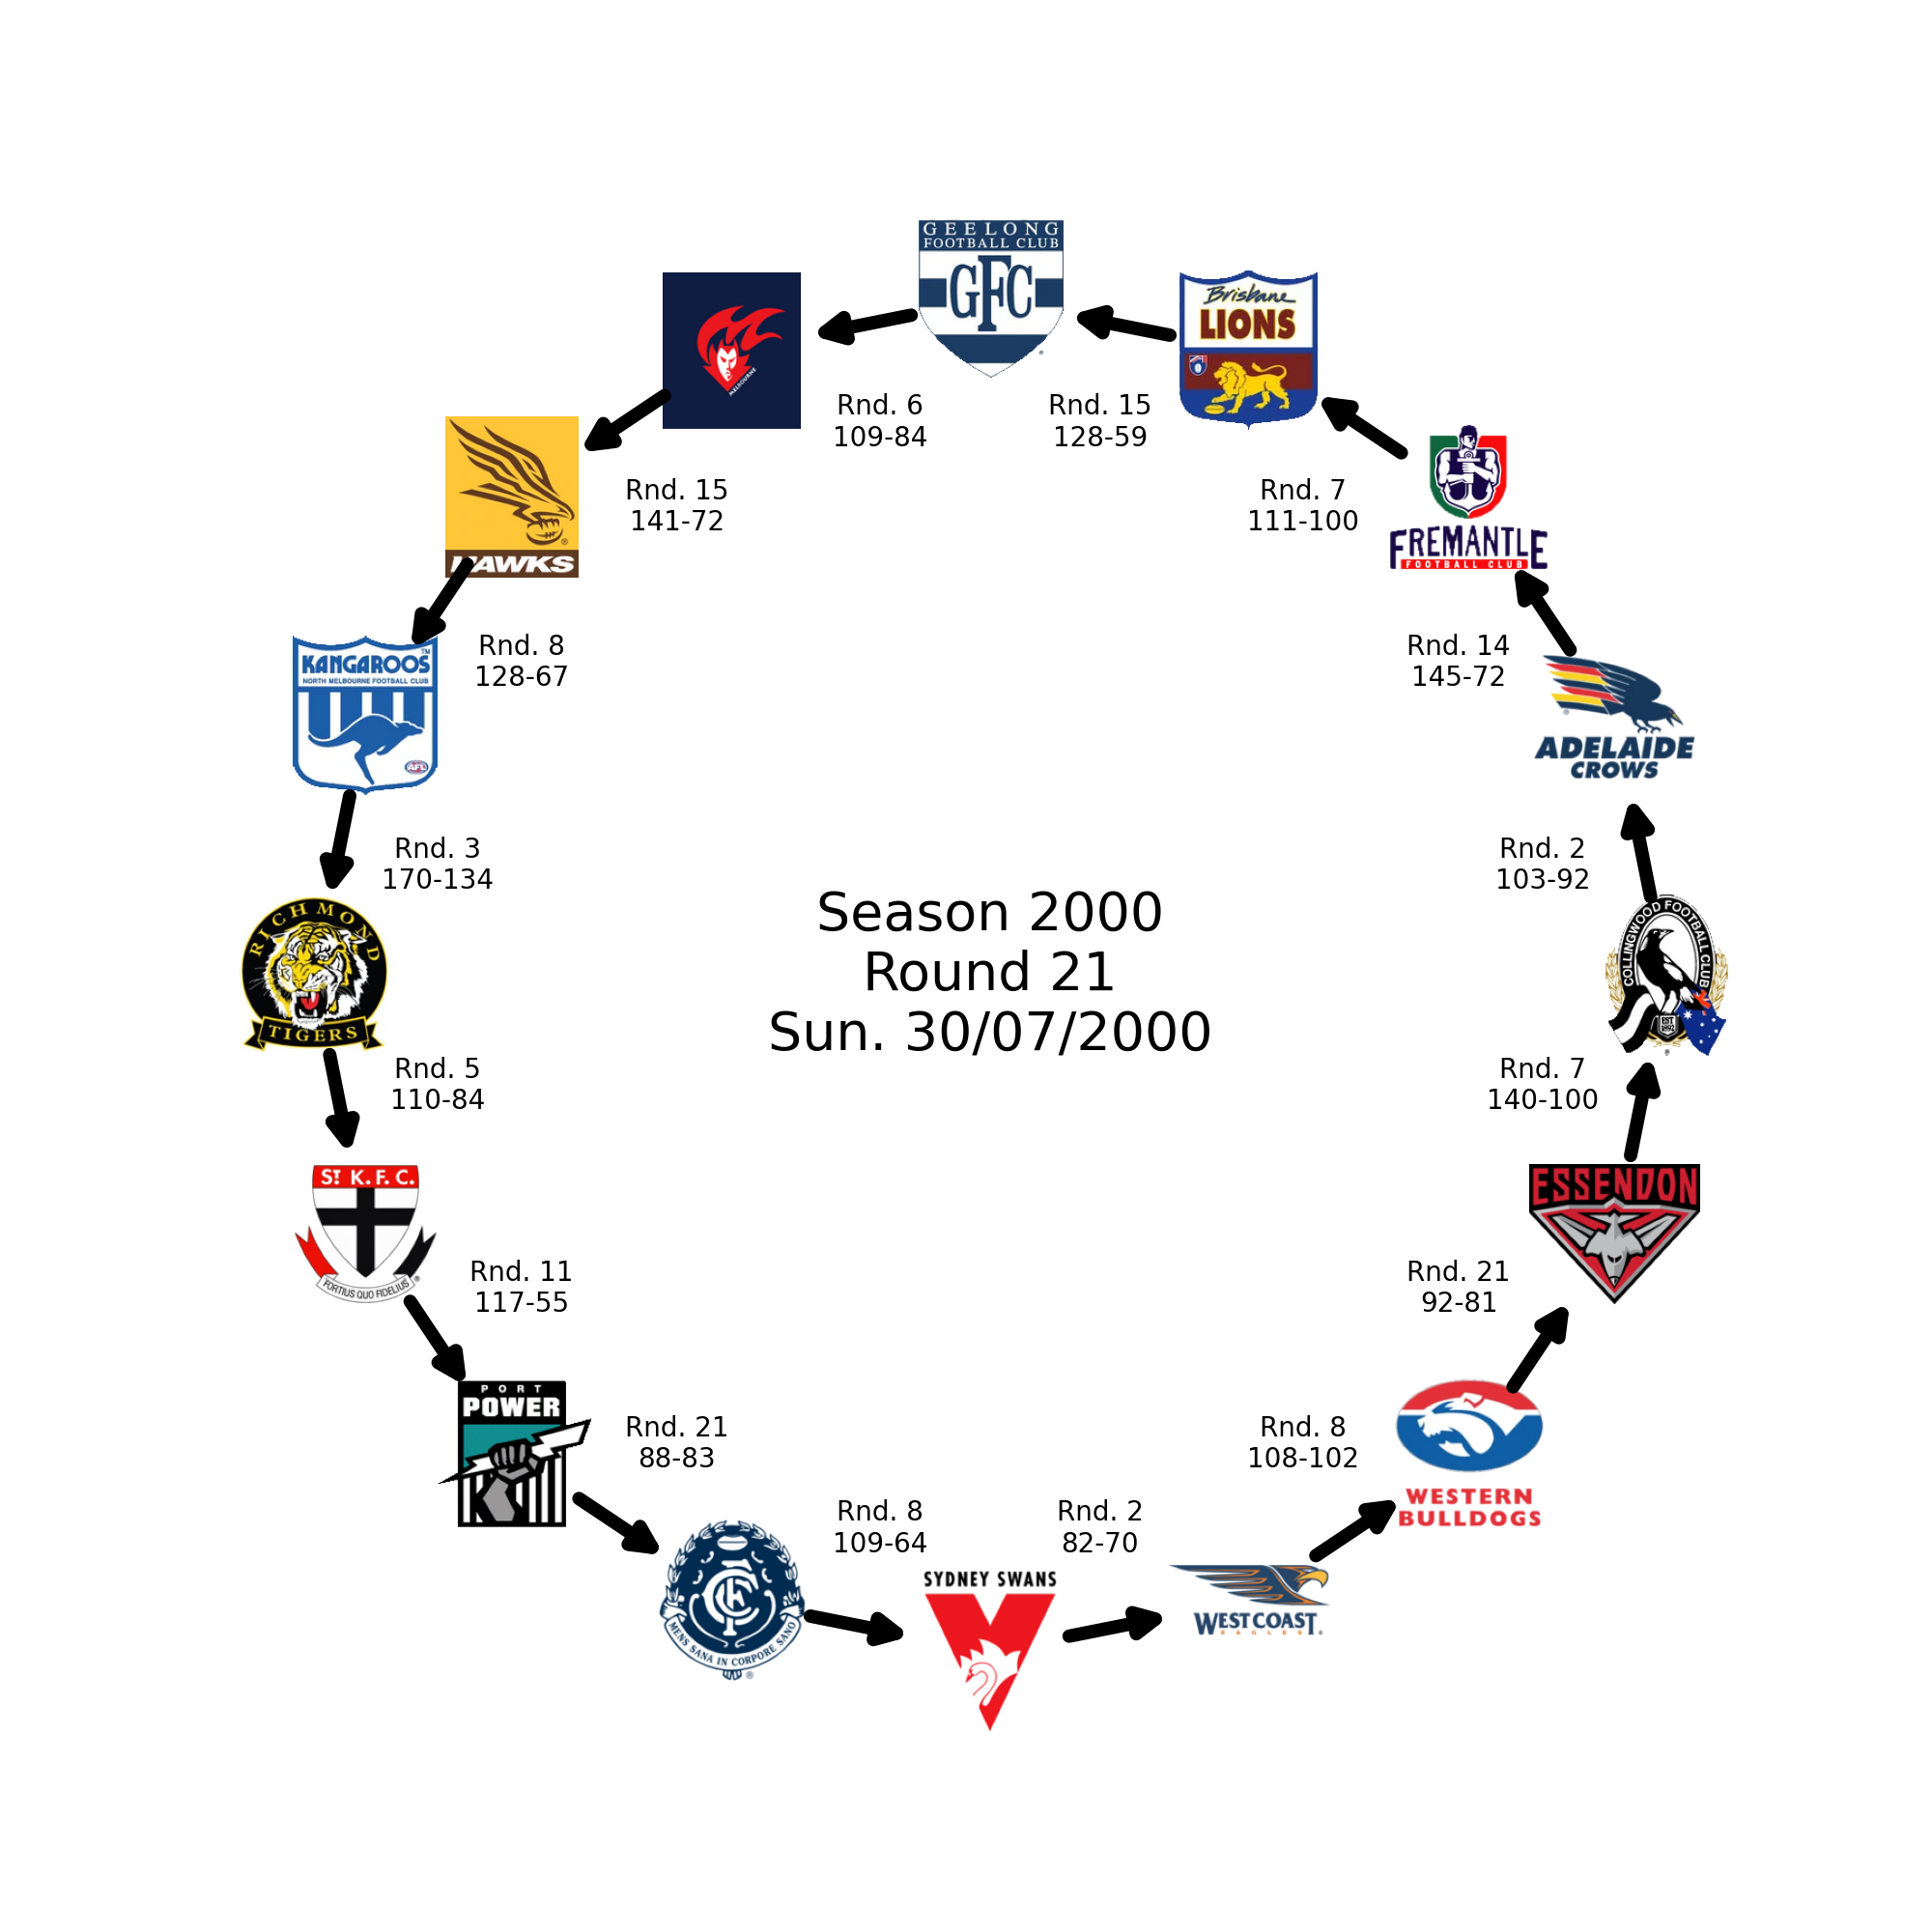 GEELONG
FOOTBALL CLUB
GFC
®
Brisbane
LIONS
MELBOURNE
Rnd. 6
109-84
Rnd. 15
128-59
HAWKS
®
Rnd. 15
141-72
Rnd. 7
111-100
FREMANTLE
FOOTBALL CLUB
KANGAROOS
TM
NORTH MELBOURNE FOOTBALL CLUB
AFL
Rnd. 8
128-67
Rnd. 14
145-72
®
ADELAIDE
CROWS
Rnd. 3
170-134
Rnd. 2
103-92
RICHMOND
TIGERS
Season 2000
Round 21
Sun. 30/07/2000
COLLINGWOOD FOOTBALL CLUB
EST
1892
®
Rnd. 5
110-84
Rnd. 7
140-100
ST K.F.C.
FORTIUS QUO FIDELIUS
®
Rnd. 11
117-55
Rnd. 21
92-81
ESSENDON
PORT
POWER
Rnd. 21
88-83
Rnd. 8
108-102
WESTERN
BULLDOGS
Rnd. 8
109-64
Rnd. 2
82-70
CFC
MENS SANA IN CORPORE SANO
®
SYDNEY SWANS
WEST COAST
EAGLES
®